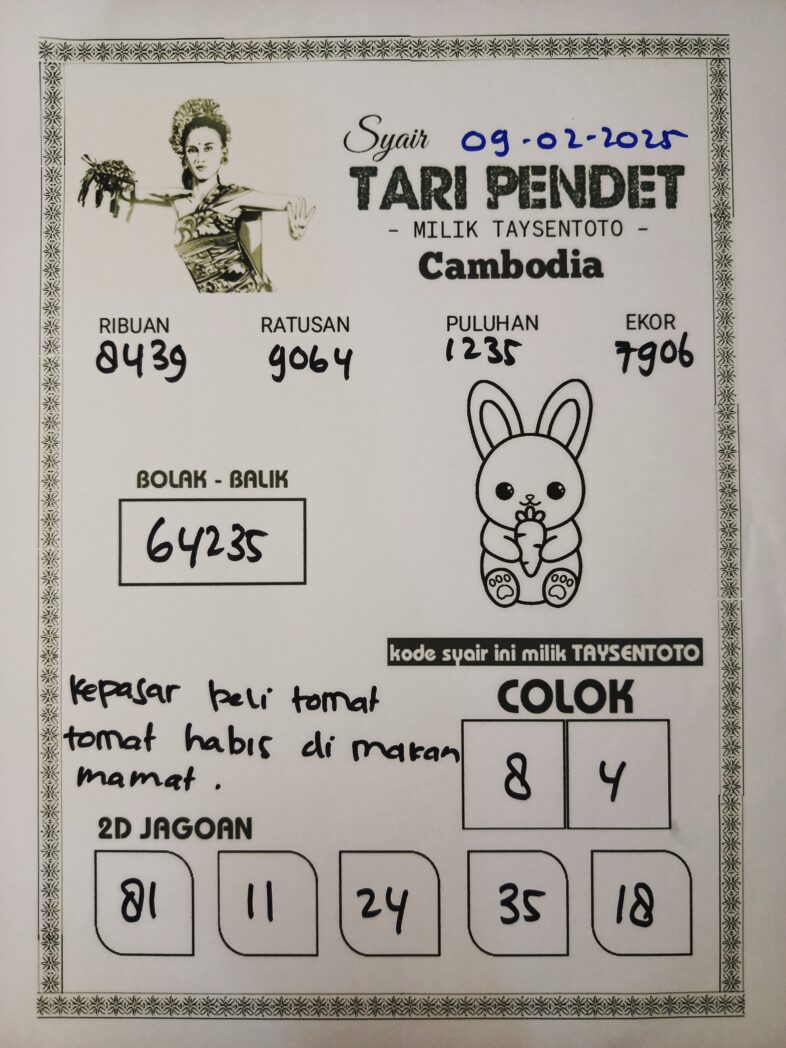 Syair 09-02-2025
TARI PENDET
- MILIK TAYSENTOTO -
Cambodia
RIBUAN RATUSAN PULUHAN EKOR
8439 9064 1235 7906
BOLAK - BALIK
64235
kode syair ini milik TAYSENTOTO
kepasar beli tomat
tomat habis di makan
mamat.
COLOK
8 4
2D JAGOAN
81 11 24 35 18